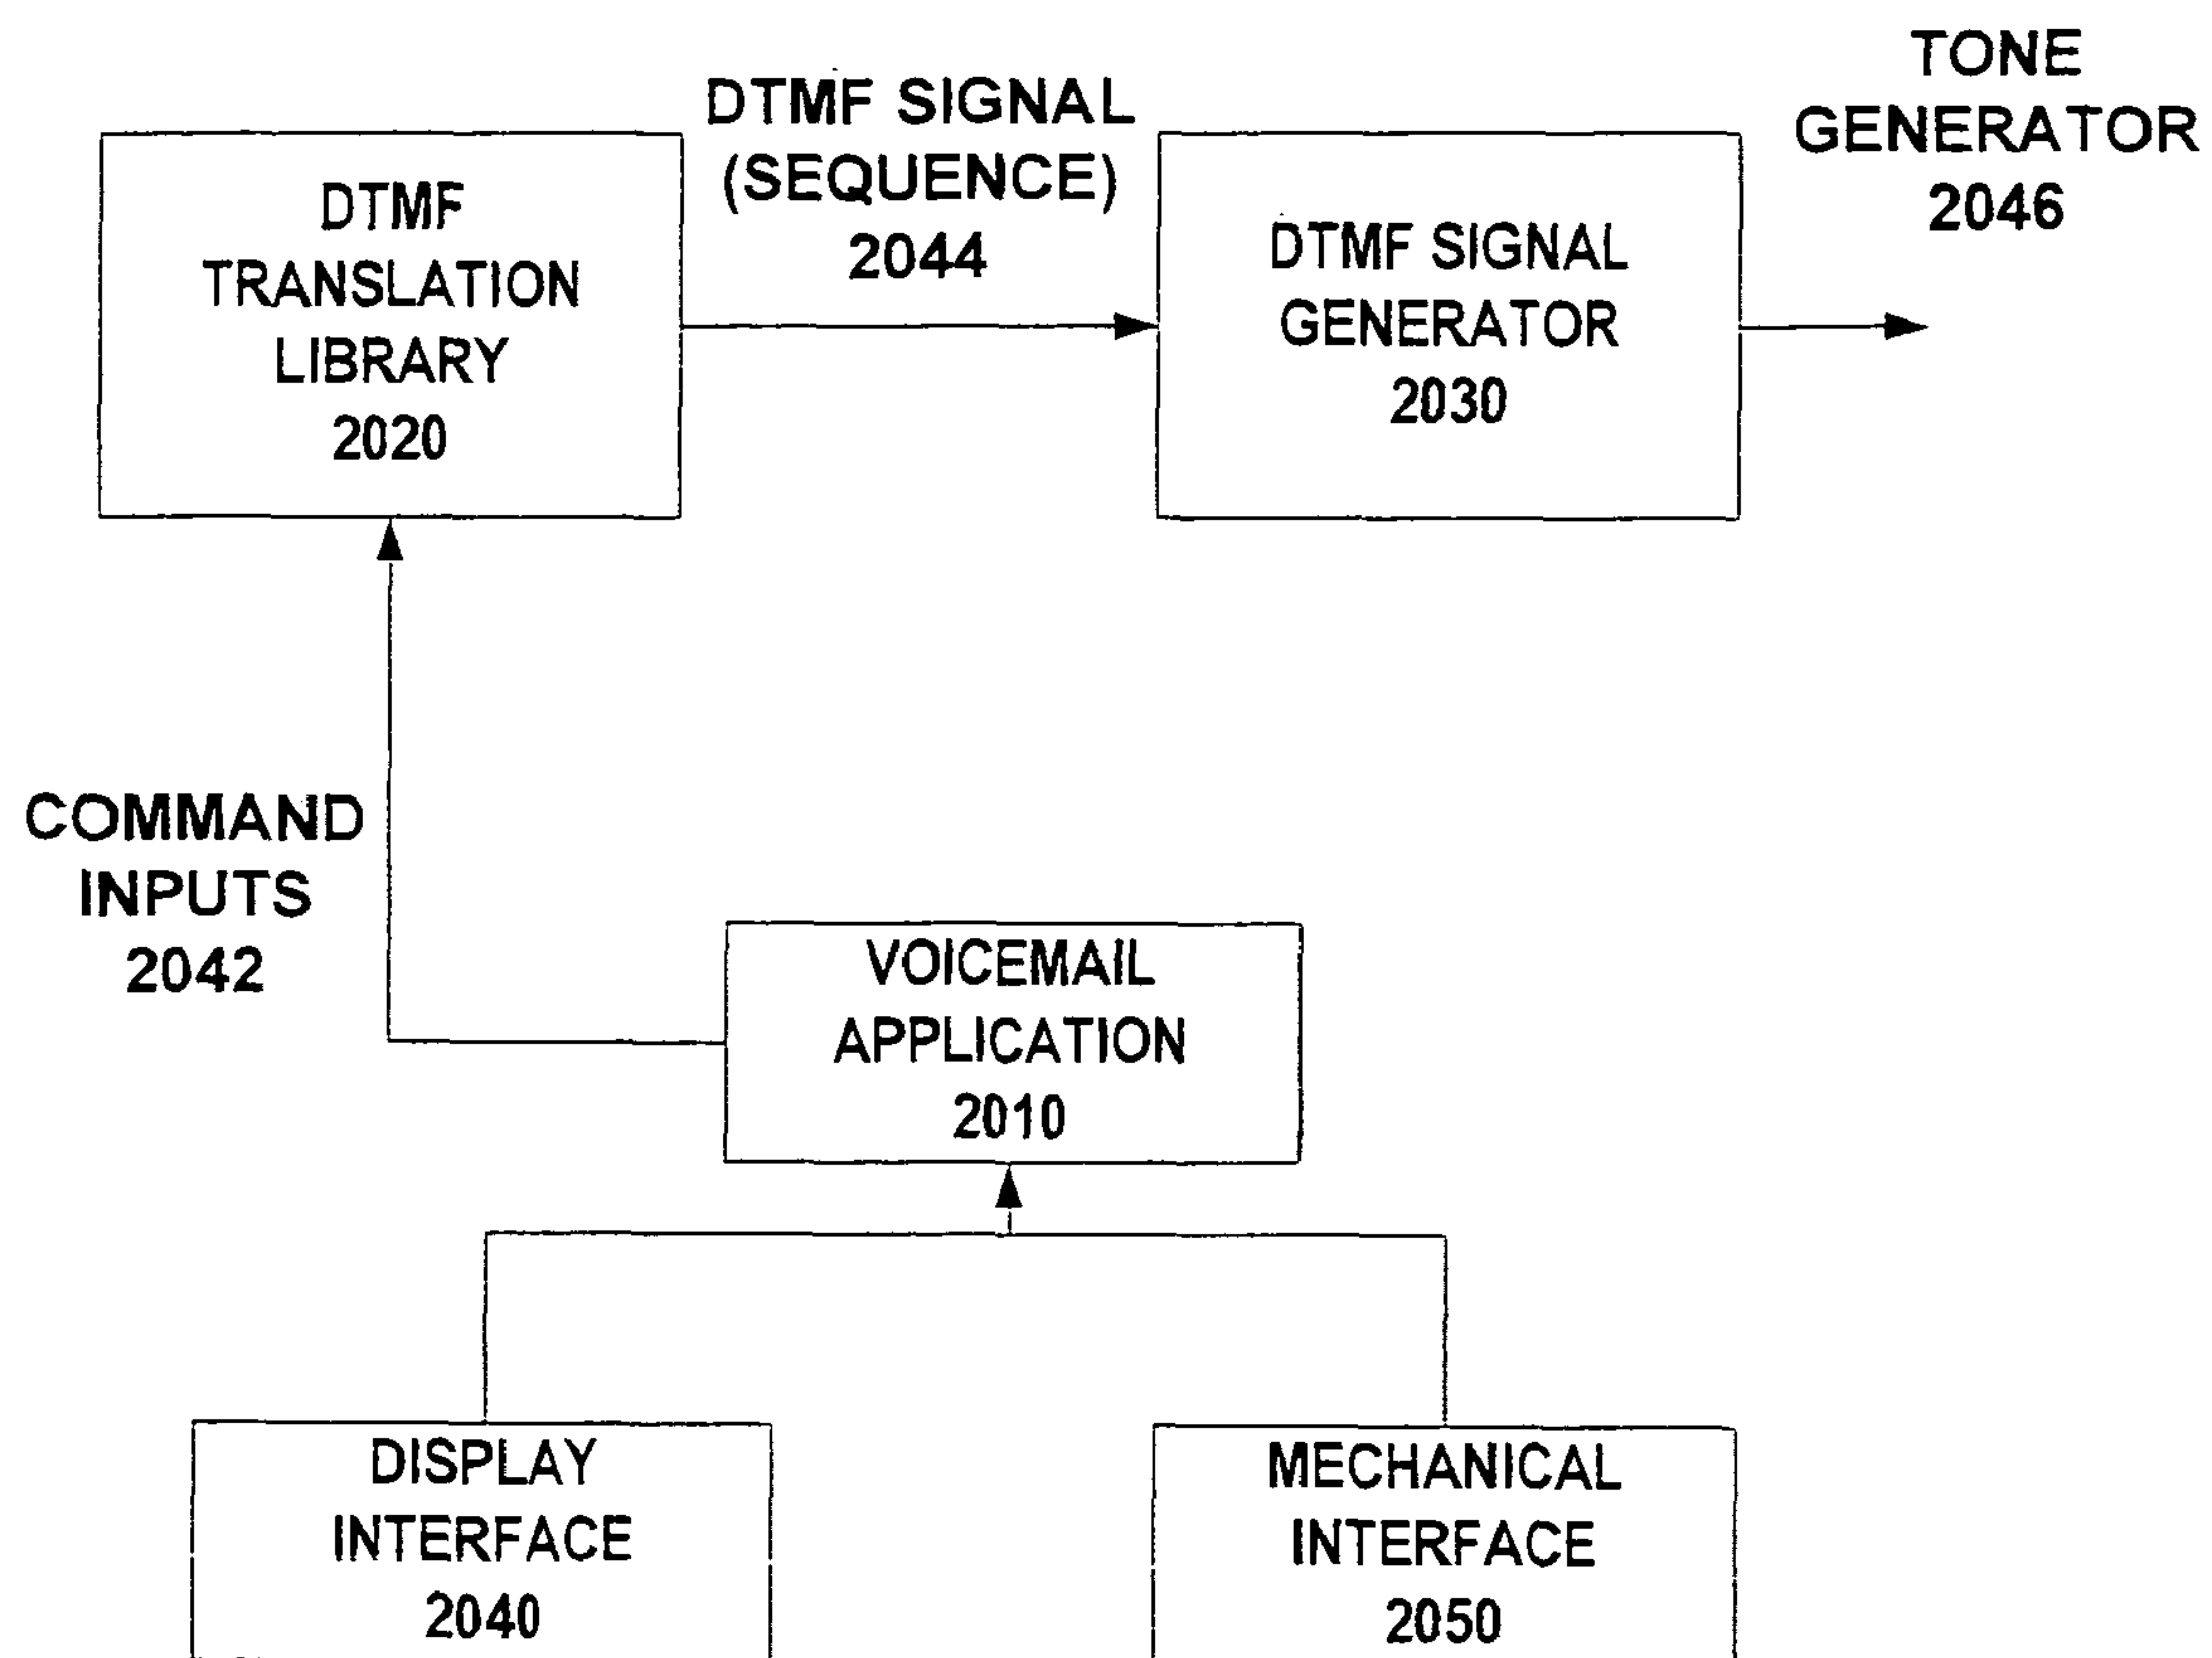 TONE
GENERATOR
2046
DTMF SIGNAL
(SEQUENCE)
2044
DTMF
TRANSLATION
LIBRARY
2020
DTMF SIGNAL
GENERATOR
2030
COMMAND
INPUTS
2042
VOICEMAIL
APPLICATION
2010
DISPLAY
INTERFACE
2040
MECHANICAL
INTERFACE
2050